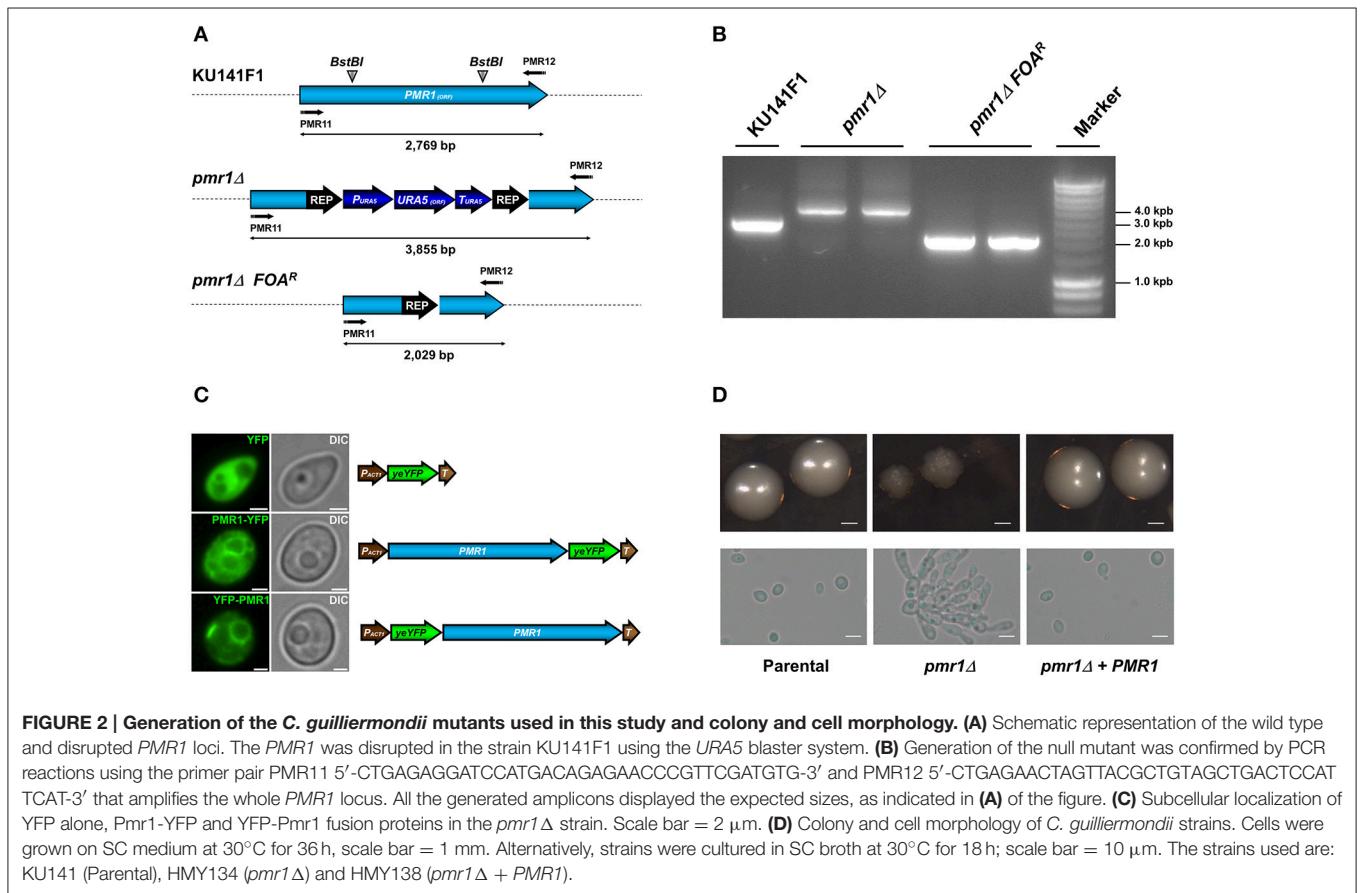 A
KU141F1
BstBI
BstBI
PMR12
PMR1(ORF)
PMR11
2,769 bp
pmr1Δ
PMR12
REP
PURA5
URA5(ORF)
TURA5
REP
PMR11
3,855 bp
pmr1Δ FOAR
PMR12
REP
PMR11
2,029 bp
B
KU141F1
pmr1Δ
pmr1Δ FOAR
Marker
4.0 kpb
3.0 kpb
2.0 kpb
1.0 kpb
C
YFP
DIC
PACT1
yeYFP
T
PMR1-YFP
DIC
PACT1
PMR1
yeYFP
T
YFP-PMR1
DIC
PACT1
yeYFP
PMR1
T
D
Parental
pmr1Δ
pmr1Δ + PMR1
FIGURE 2 | Generation of the C. guilliermondii mutants used in this study and colony and cell morphology. (A) Schematic representation of the wild type
and disrupted PMR1 loci. The PMR1 was disrupted in the strain KU141F1 using the URA5 blaster system. (B) Generation of the null mutant was confirmed by PCR
reactions using the primer pair PMR11 5′-CTGAGAGGATCCATGACAGAGAACCCGTTCGATGTG-3′ and PMR12 5′-CTGAGAACTAGTTACGCTGTAGCTGACTCCAT
TCAT-3′ that amplifies the whole PMR1 locus. All the generated amplicons displayed the expected sizes, as indicated in (A) of the figure. (C) Subcellular localization of
YFP alone, Pmr1-YFP and YFP-Pmr1 fusion proteins in the pmr1Δ strain. Scale bar = 2 μm. (D) Colony and cell morphology of C. guilliermondii strains. Cells were
grown on SC medium at 30°C for 36 h, scale bar = 1 mm. Alternatively, strains were cultured in SC broth at 30°C for 18 h; scale bar = 10 μm. The strains used are:
KU141 (Parental), HMY134 (pmr1Δ) and HMY138 (pmr1Δ + PMR1).